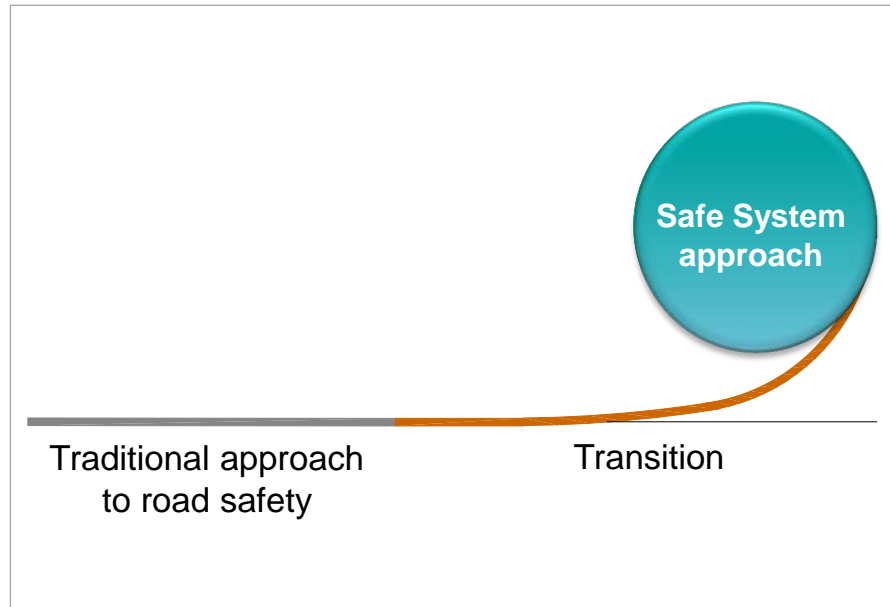 Safe System
approach
Traditional approach
to road safety
Transition